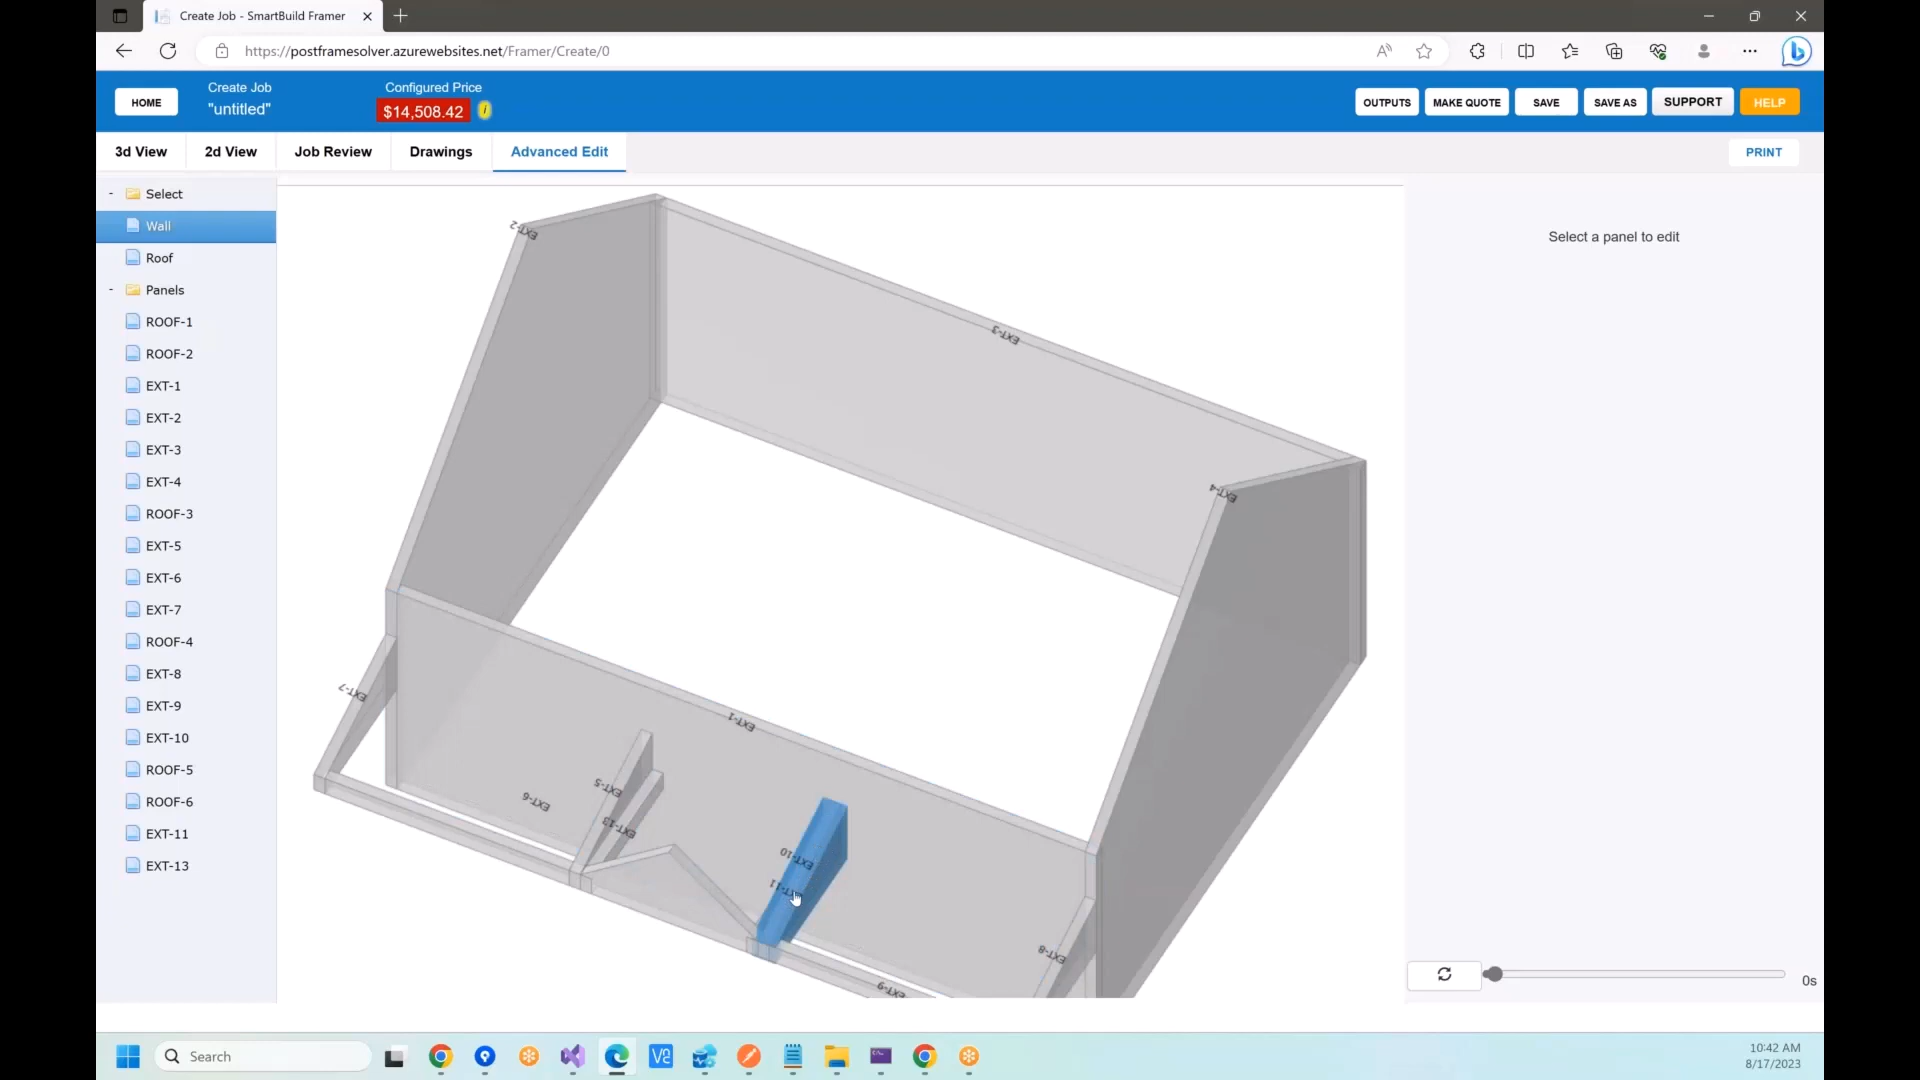 Create Job - SmartBuild Framer
https://postframesolver.azurewebsites.net/Framer/Create/0
HOME
Create Job
"untitled"
Configured Price
$14,508.42
i
OUTPUTS
MAKE QUOTE
SAVE
SAVE AS
SUPPORT
HELP
3d View
2d View
Job Review
Drawings
Advanced Edit
PRINT
- Select
Wall
Roof
- Panels
ROOF-1
ROOF-2
EXT-1
EXT-2
EXT-3
EXT-4
ROOF-3
EXT-5
EXT-6
EXT-7
ROOF-4
EXT-8
EXT-9
EXT-10
ROOF-5
ROOF-6
EXT-11
EXT-13
EXT-2
EXT-3
EXT-4
EXT-7
EXT-1
EXT-5
EXT-6
EXT-13
EXT-10
EXT-11
EXT-8
EXT-9
Select a panel to edit
0s
Search
10:42 AM
8/17/2023